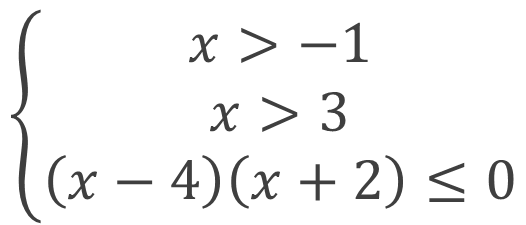 x > −1
x > 3
(x − 4)(x + 2) ≤ 0